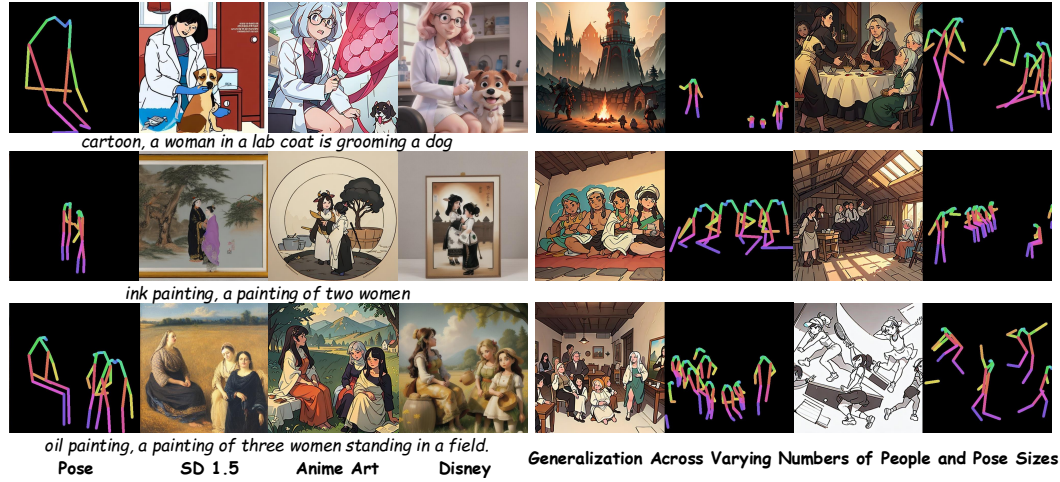 cartoon, a woman in a lab coat is grooming a dog
ink painting, a painting of two women
oil painting, a painting of three women standing in a field.
Pose SD 1.5 Anime Art Disney
Generalization Across Varying Numbers of People and Pose Sizes